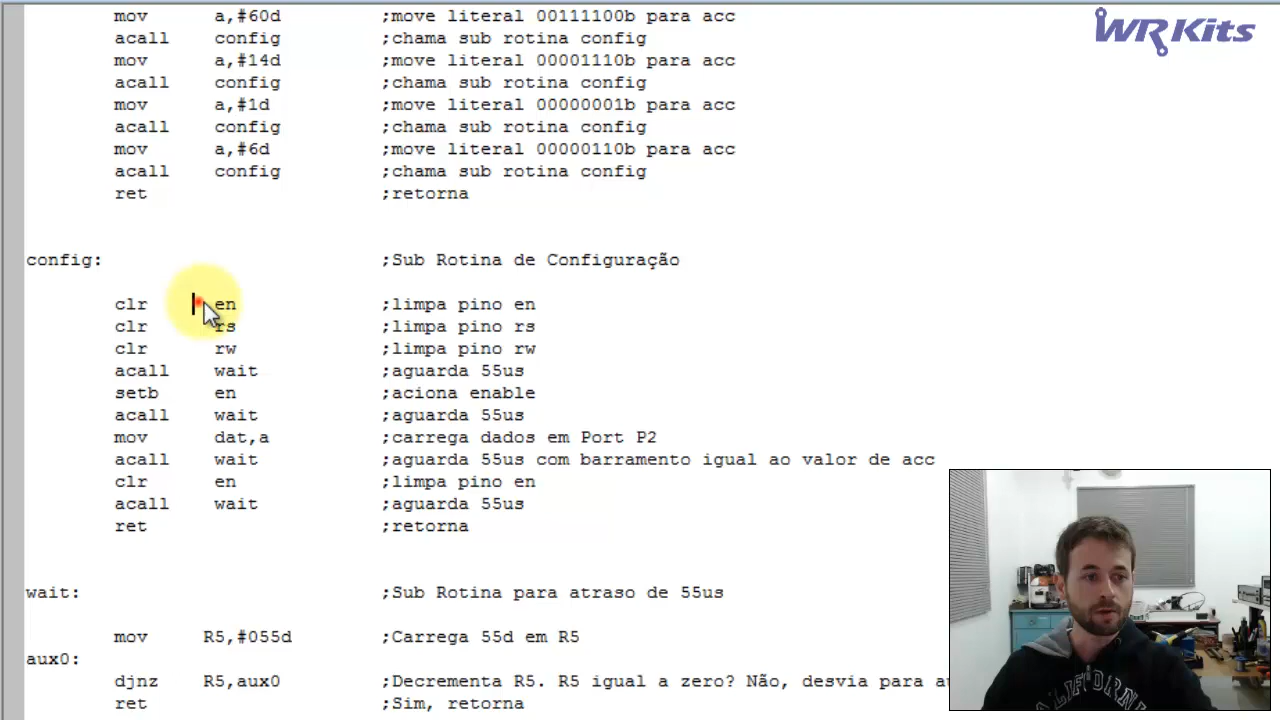 WR Kits
mov a,#60d ;move literal 00111100b para acc
acall config ;chama sub rotina config
mov a,#14d ;move literal 00001110b para acc
acall config ;chama sub rotina config
mov a,#1d ;move literal 00000001b para acc
acall config ;chama sub rotina config
mov a,#6d ;move literal 00000110b para acc
acall config ;chama sub rotina config
ret ;retorna
config: ;Sub Rotina de Configuração
clr en ;limpa pino en
clr rs ;limpa pino rs
clr rw ;limpa pino rw
acall wait ;aguarda 55us
setb en ;aciona enable
acall wait ;aguarda 55us
mov dat,a ;carrega dados em Port P2
acall wait ;aguarda 55us com barramento igual ao valor de acc
clr en ;limpa pino en
acall wait ;aguarda 55us
ret ;retorna
wait: ;Sub Rotina para atraso de 55us
mov R5,#055d ;Carrega 55d em R5
aux0:
djnz R5,aux0 ;Decrementa R5. R5 igual a zero? Não, desvia para
ret ;Sim, retorna